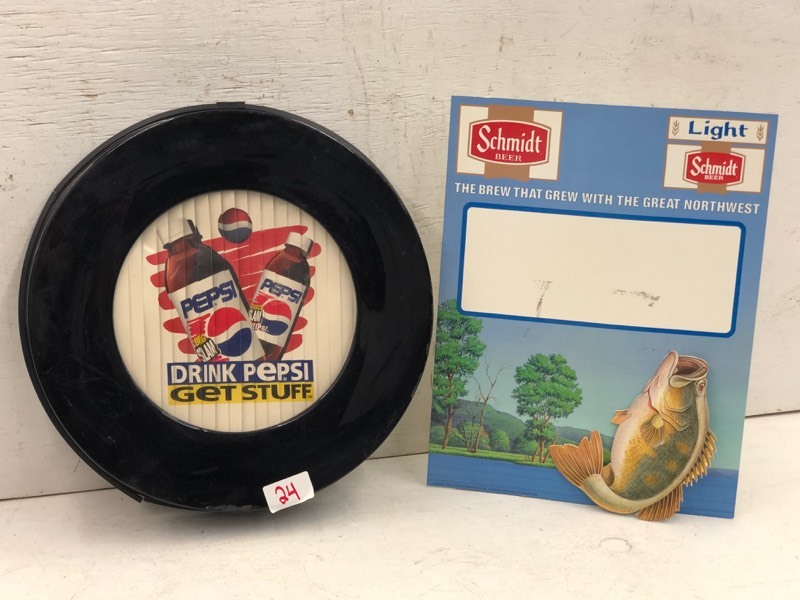 PEPSI
PEPSI
DRINK PEPSI
GET STUFF
24
Schmidt
BEER
Light
Schmidt
BEER
THE BREW THAT GREW WITH THE GREAT NORTHWEST